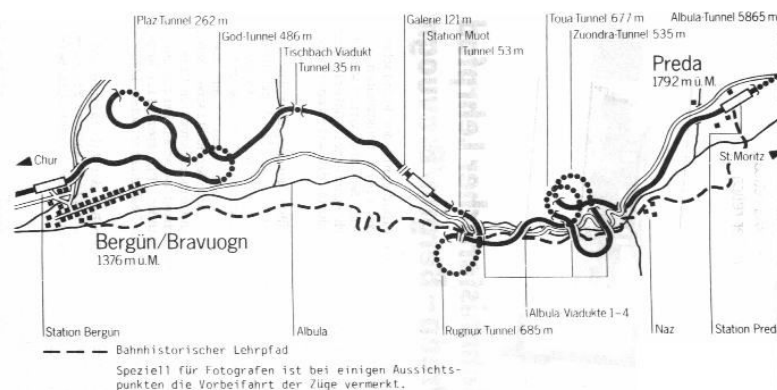 Plaz Tunnel 262 m
God-Tunnel 486 m
Tischbach Viadukt
Tunnel 35 m
Galerie 121 m
Station Muot
Tunnel 53 m
Toua Tunnel 677 m
Zuondra-Tunnel 535 m
Albula-Tunnel 5865 m
Preda
1792 m ü.M.
Chur
St. Moritz
Bergün/Bravuogn
1376 m ü.M.
Station Bergün
Albula
Rugnux Tunnel 685 m
Albula Viadukte 1-4
Naz
Station Preda
Bahnhistorischer Lehrpfad
Speziell für Fotografen ist bei einigen Aussichts-
punkten die Vorbeifahrt der Züge vermerkt.